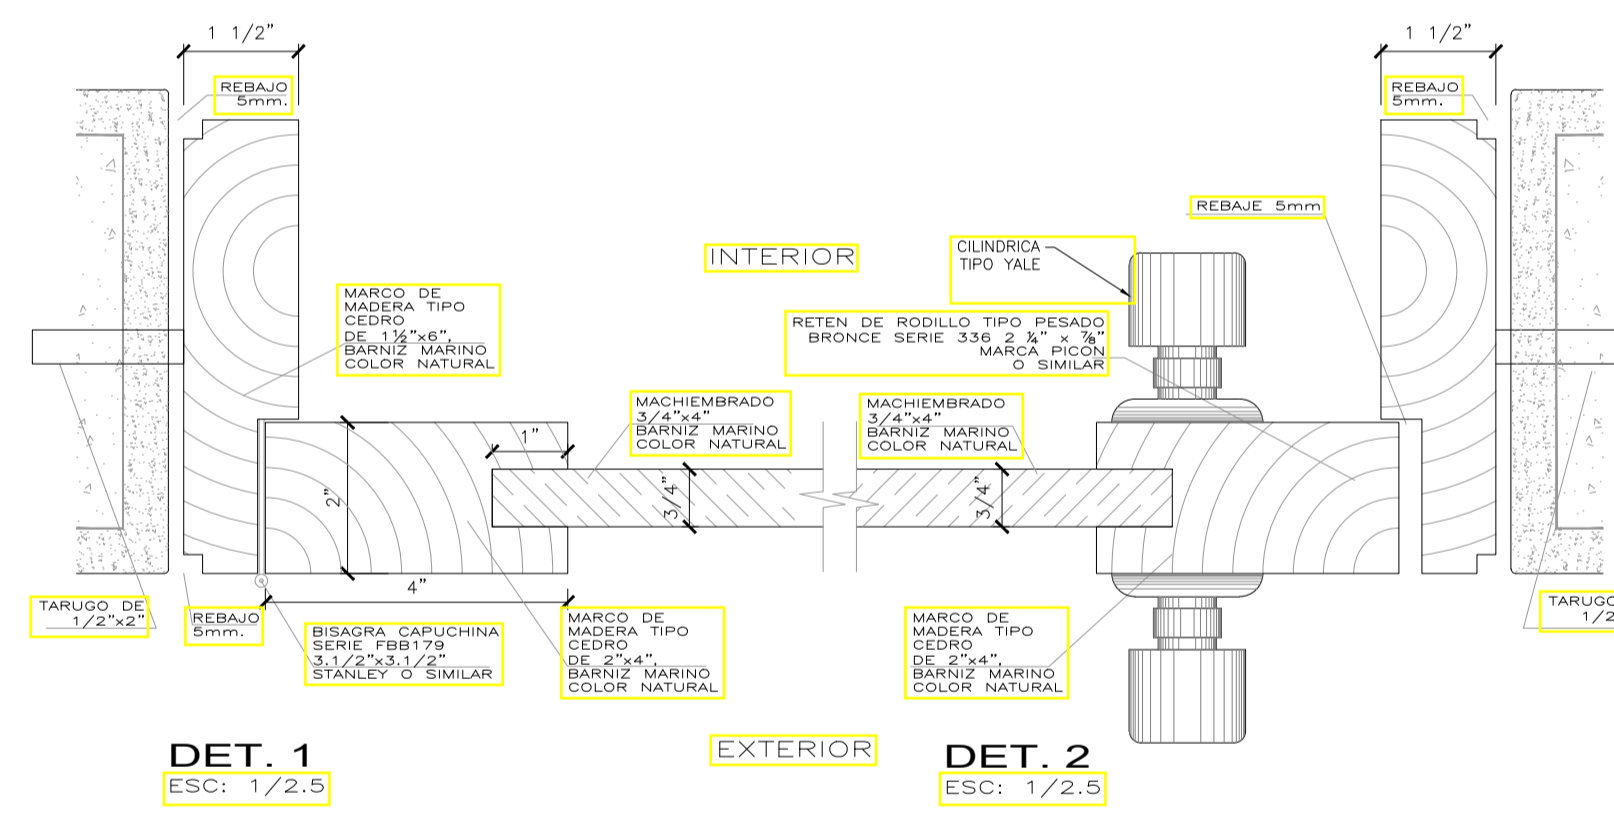 1 1/2"
1 1/2"
REBAJO
5mm.
REBAJO
5mm.
REBAJE 5mm
INTERIOR
CILINDRICA
TIPO YALE
MARCO DE
MADERA TIPO
CEDRO
DE 1½"x6",
BARNIZ MARINO
COLOR NATURAL
RETEN DE RODILLO TIPO PESADO
BRONCE SERIE 336 2 ¼" x ⅞"
MARCA PICON
O SIMILAR
MACHIEMBRADO
3/4"x4"
BARNIZ MARINO
COLOR NATURAL
MACHIEMBRADO
3/4"x4"
BARNIZ MARINO
COLOR NATURAL
1"
2"
3/4"
3/4"
4"
TARUGO DE
1/2"x2"
REBAJO
5mm.
BISAGRA CAPUCHINA
SERIE FBB179
3.1/2"x3.1/2"
STANLEY O SIMILAR
MARCO DE
MADERA TIPO
CEDRO
DE 2"x4",
BARNIZ MARINO
COLOR NATURAL
MARCO DE
MADERA TIPO
CEDRO
DE 2"x4",
BARNIZ MARINO
COLOR NATURAL
TARUGO
1/2
EXTERIOR
DET. 1
ESC: 1/2.5
DET. 2
ESC: 1/2.5